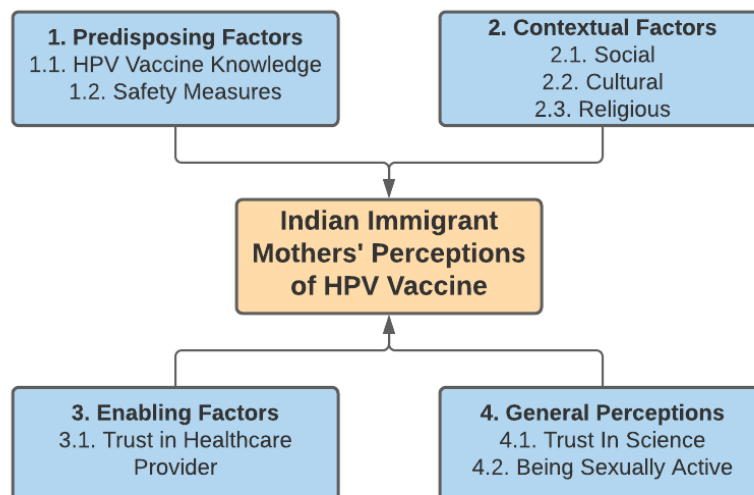 1. Predisposing Factors
1.1. HPV Vaccine Knowledge
1.2. Safety Measures
2. Contextual Factors
2.1. Social
2.2. Cultural
2.3. Religious
Indian Immigrant
Mothers' Perceptions
of HPV Vaccine
3. Enabling Factors
3.1. Trust in Healthcare
Provider
4. General Perceptions
4.1. Trust In Science
4.2. Being Sexually Active